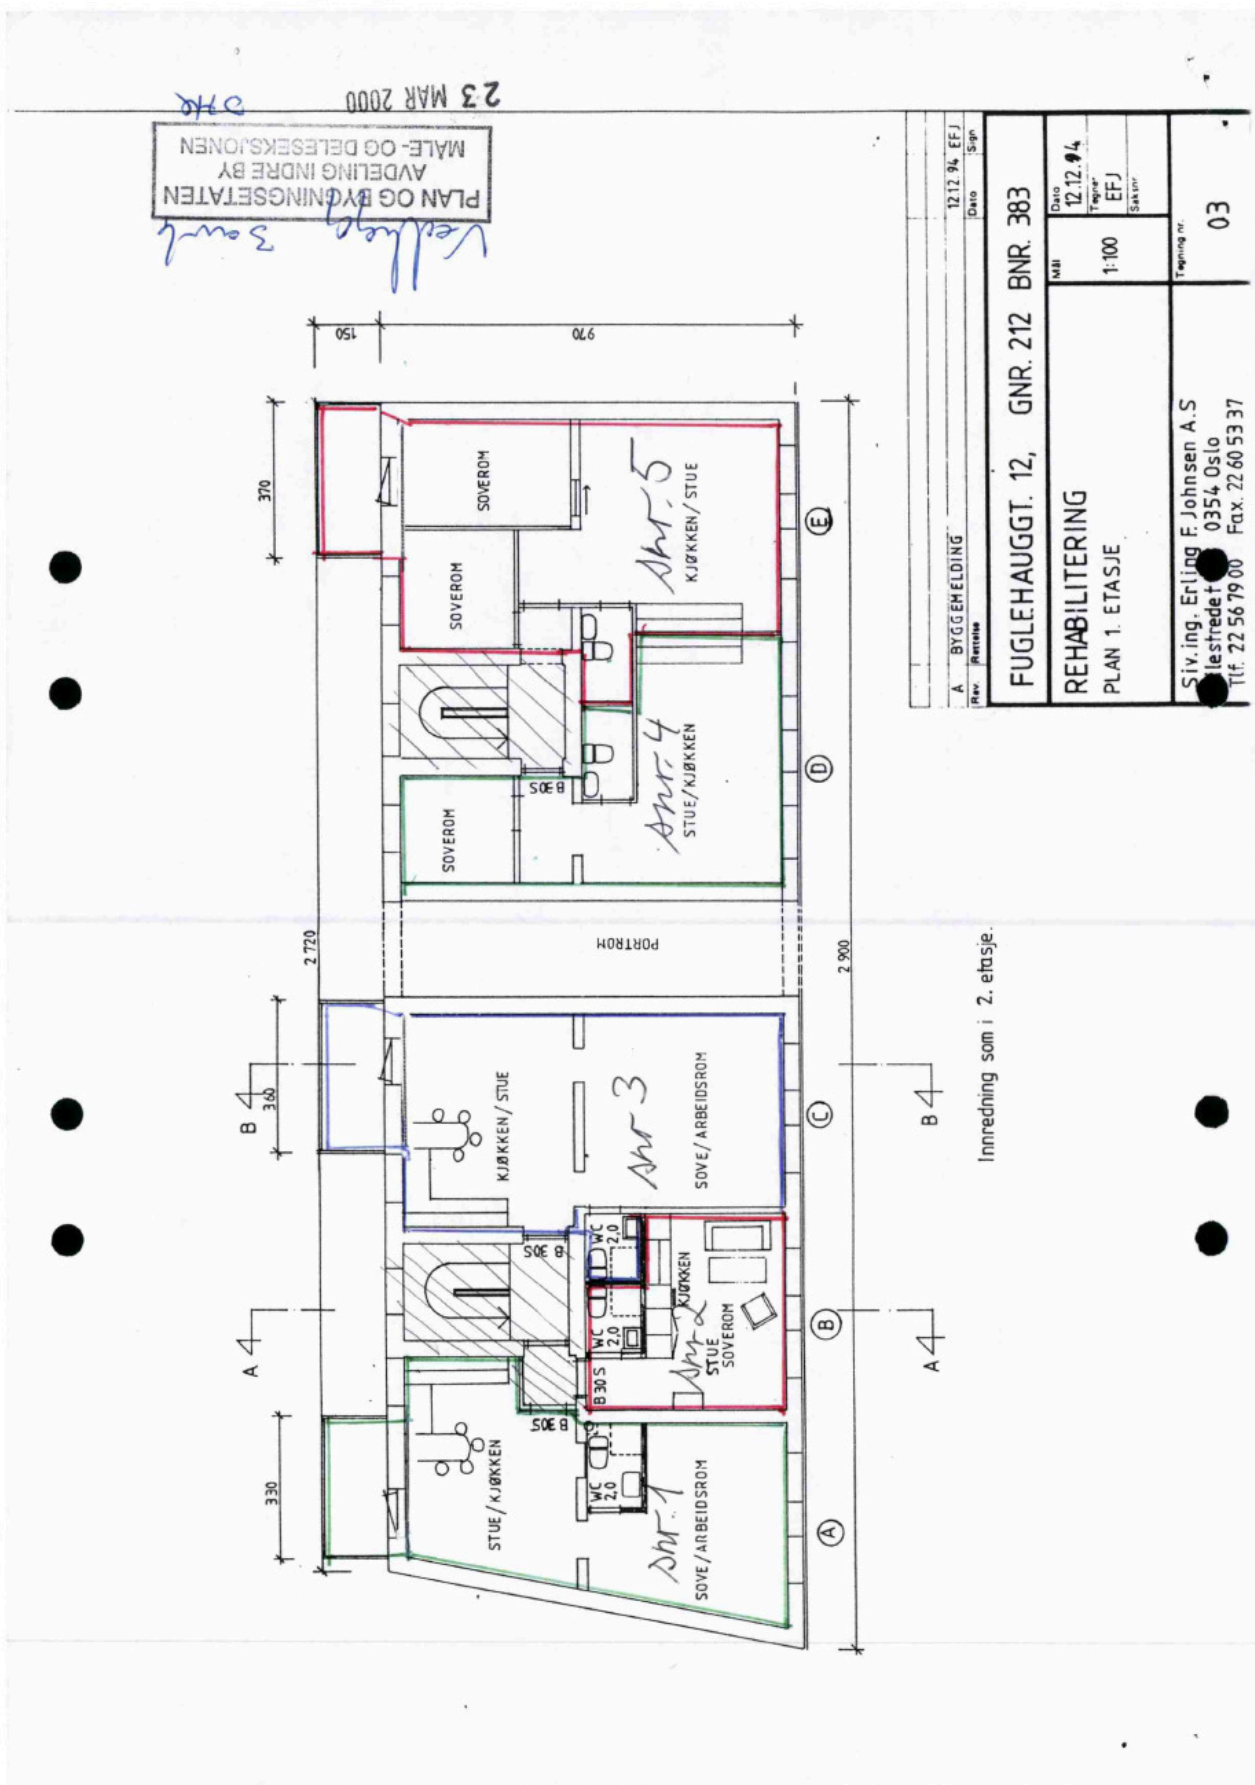 23 MAR 2000
PLAN OG BYGNINGSETATEN
AVDELING INDRE BY
MÅLE- OG DELESEKSJONEN
Vedlegg
A
A
B
B
330
360
2 720
370
150
970
STUE/KJØKKEN
B 30S
WC
2,0
snr. 1
SOVE/ARBEIDSROM
A
B 30S
WC
2,0
KJØKKEN
snr 2
STUE
SOVEROM
B
B 30S
WC
2,0
KJØKKEN/STUE
snr 3
SOVE/ARBEIDSROM
C
PORTROM
SOVEROM
B 30S
snr. 4
STUE/KJØKKEN
D
SOVEROM
SOVEROM
snr. 5
KJØKKEN/STUE
E
2 900
A
A
B
B
Innredning som i 2. etasje.
A BYGGEMELDING 12.12.94 EFJ
Rev. Rettelse Dato Sign
FUGLEHAUGGT. 12, GNR. 212 BNR. 383
REHABILITERING
PLAN 1. ETASJE
Mål
1:100
Dato
12.12.94
Tegner
EFJ
Saksnr.
Siv.ing. Erling F. Johnsen A.S
0354 Oslo
Tlf. 22 56 79 00 Fax. 22 60 53 37
Tegning nr.
03